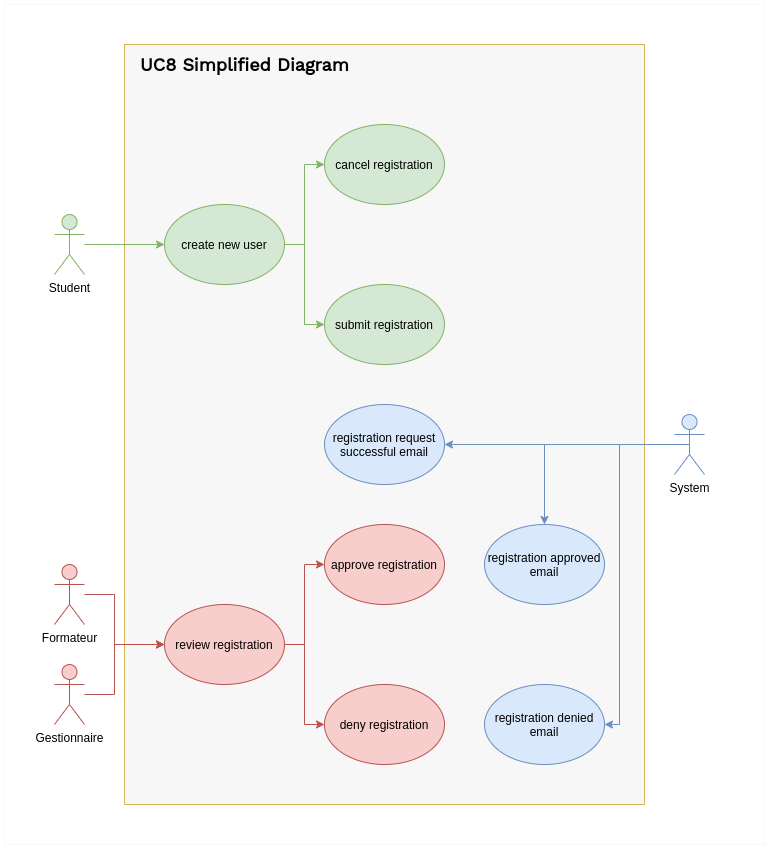 UC8 Simplified Diagram
cancel registration
create new user
Student
submit registration
registration request
successful email
System
registration approved
email
approve registration
Formateur
review registration
Gestionnaire
deny registration
registration denied
email